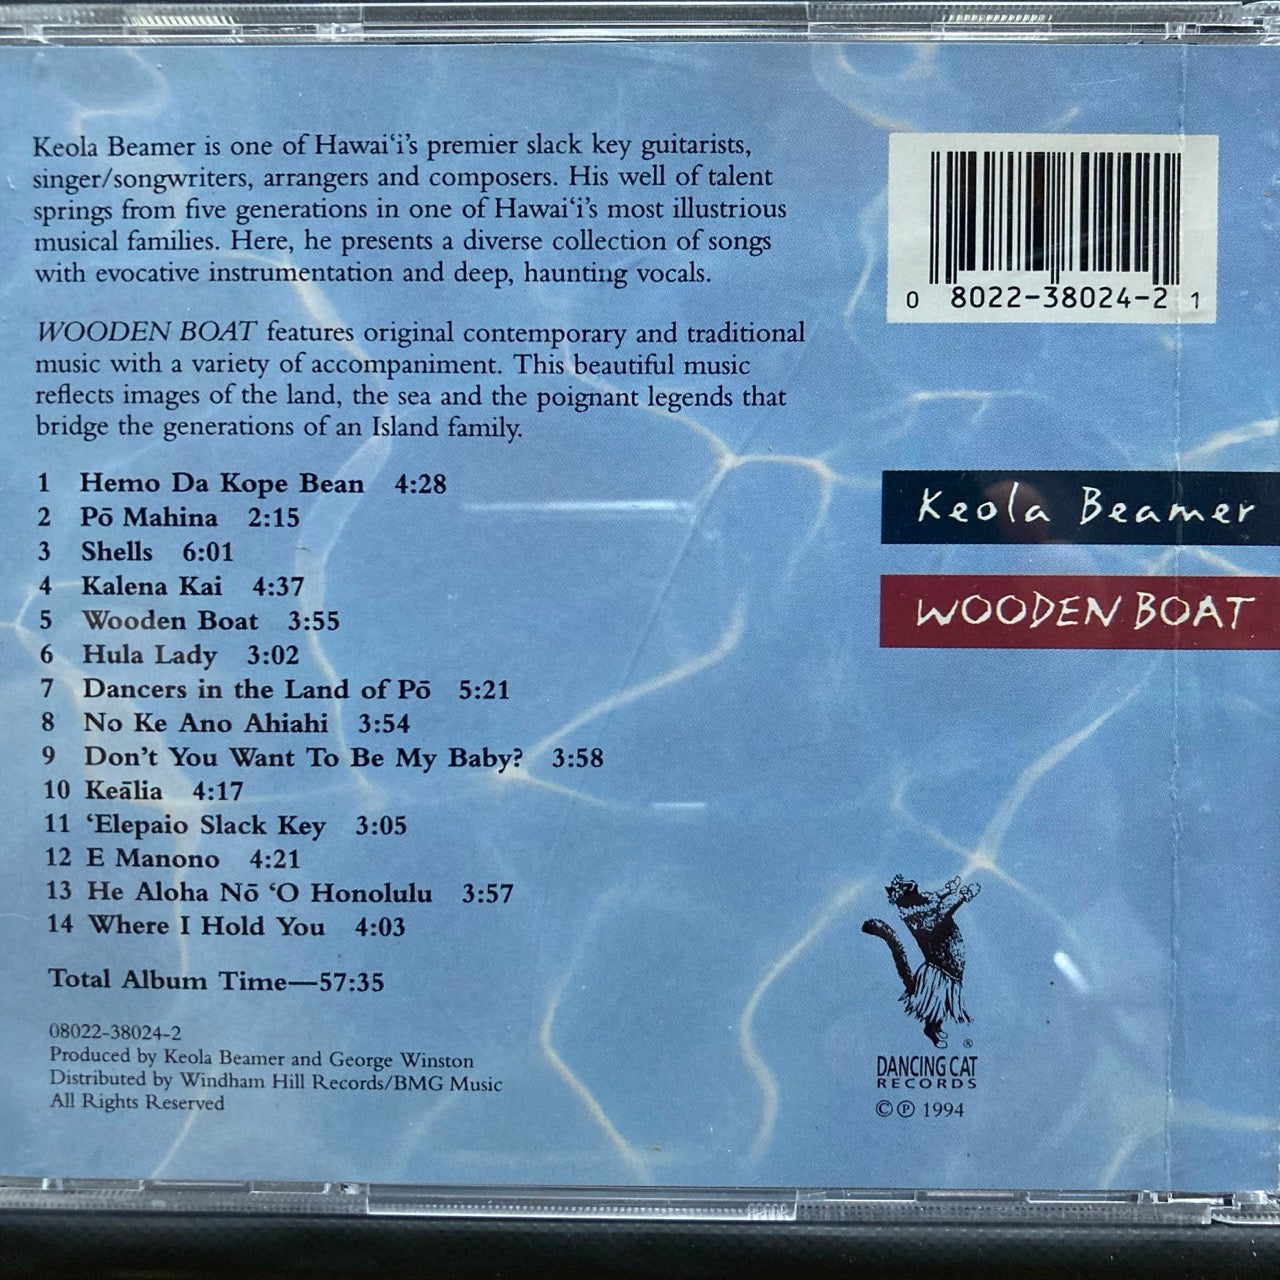 Keola Beamer is one of Hawai‘i’s premier slack key guitarists,
singer/songwriters, arrangers and composers. His well of talent
springs from five generations in one of Hawai‘i’s most illustrious
musical families. Here, he presents a diverse collection of songs
with evocative instrumentation and deep, haunting vocals.
WOODEN BOAT features original contemporary and traditional
music with a variety of accompaniment. This beautiful music
reflects images of the land, the sea and the poignant legends that
bridge the generations of an Island family.
1 Hemo Da Kope Bean 4:28
2 Pō Mahina 2:15
3 Shells 6:01
4 Kalena Kai 4:37
5 Wooden Boat 3:55
6 Hula Lady 3:02
7 Dancers in the Land of Pō 5:21
8 No Ke Ano Ahiahi 3:54
9 Don’t You Want To Be My Baby? 3:58
10 Keālia 4:17
11 ‘Elepaio Slack Key 3:05
12 E Manono 4:21
13 He Aloha Nō ‘O Honolulu 3:57
14 Where I Hold You 4:03
Total Album Time—57:35
08022-38024-2
Produced by Keola Beamer and George Winston
Distributed by Windham Hill Records/BMG Music
All Rights Reserved
0 8022-38024-2 1
Keola Beamer
WOODEN BOAT
®
DANCING CAT
RECORDS
© ℗ 1994